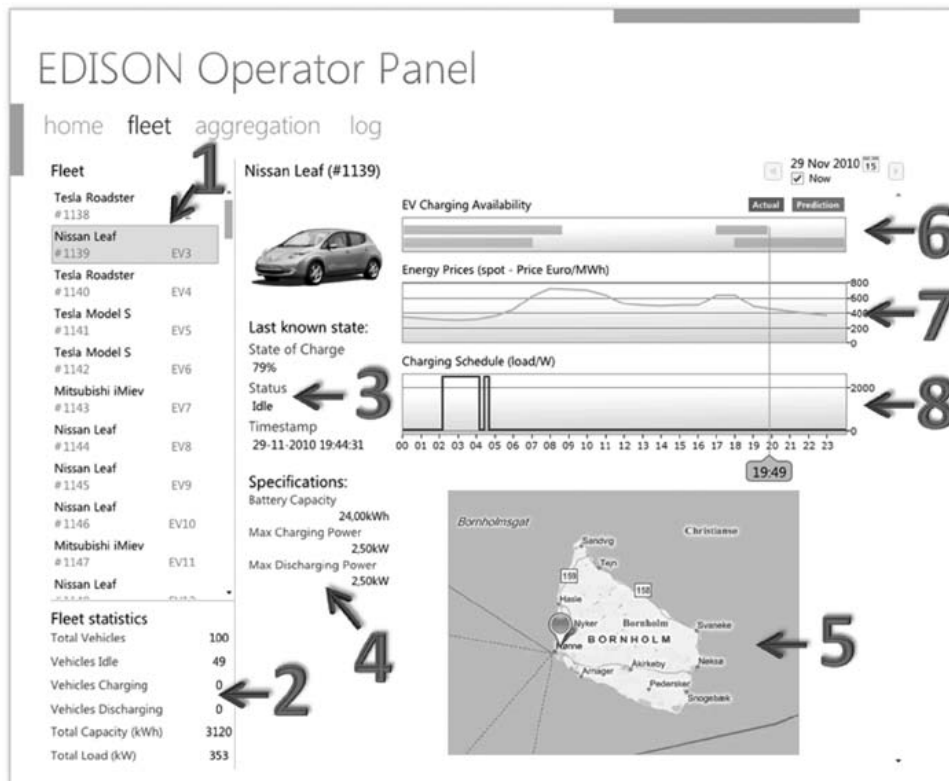 EDISON Operator Panel
home fleet aggregation log
Fleet
Tesla Roadster
#1138
Nissan Leaf
#1139 EV3
Tesla Roadster
#1140 EV4
Tesla Model S
#1141 EV5
Tesla Model S
#1142 EV6
Mitsubishi iMiev
#1143 EV7
Nissan Leaf
#1144 EV8
Nissan Leaf
#1145 EV9
Nissan Leaf
#1146 EV10
Mitsubishi iMiev
#1147 EV11
Nissan Leaf
1
Fleet statistics
Total Vehicles 100
Vehicles Idle 49
Vehicles Charging 0
Vehicles Discharging 0
Total Capacity (kWh) 3120
Total Load (kW) 353
2
Nissan Leaf (#1139)
29 Nov 2010 15
Now
Last known state:
State of Charge
79%
Status
Idle
Timestamp
29-11-2010 19:44:31
3
Specifications:
Battery Capacity
24,00kWh
Max Charging Power
2,50kW
Max Discharging Power
2,50kW
4
EV Charging Availability Actual Prediction
6
Energy Prices (spot - Price Euro/MWh)
800
600
400
200
0
7
Charging Schedule (load/W)
2000
0
8
00 01 02 03 04 05 06 07 08 09 10 11 12 13 14 15 16 17 18 19 20 21 22 23
19:49
Bornholmsgat
Christiansø
Sandvg
Tejn
159
158
Hasle
Nyker
Bornholm
Svaneke
BORNHOLM
Rønne
Arnager
Åkirkeby
Neksø
Pedersker
Snogebæk
5